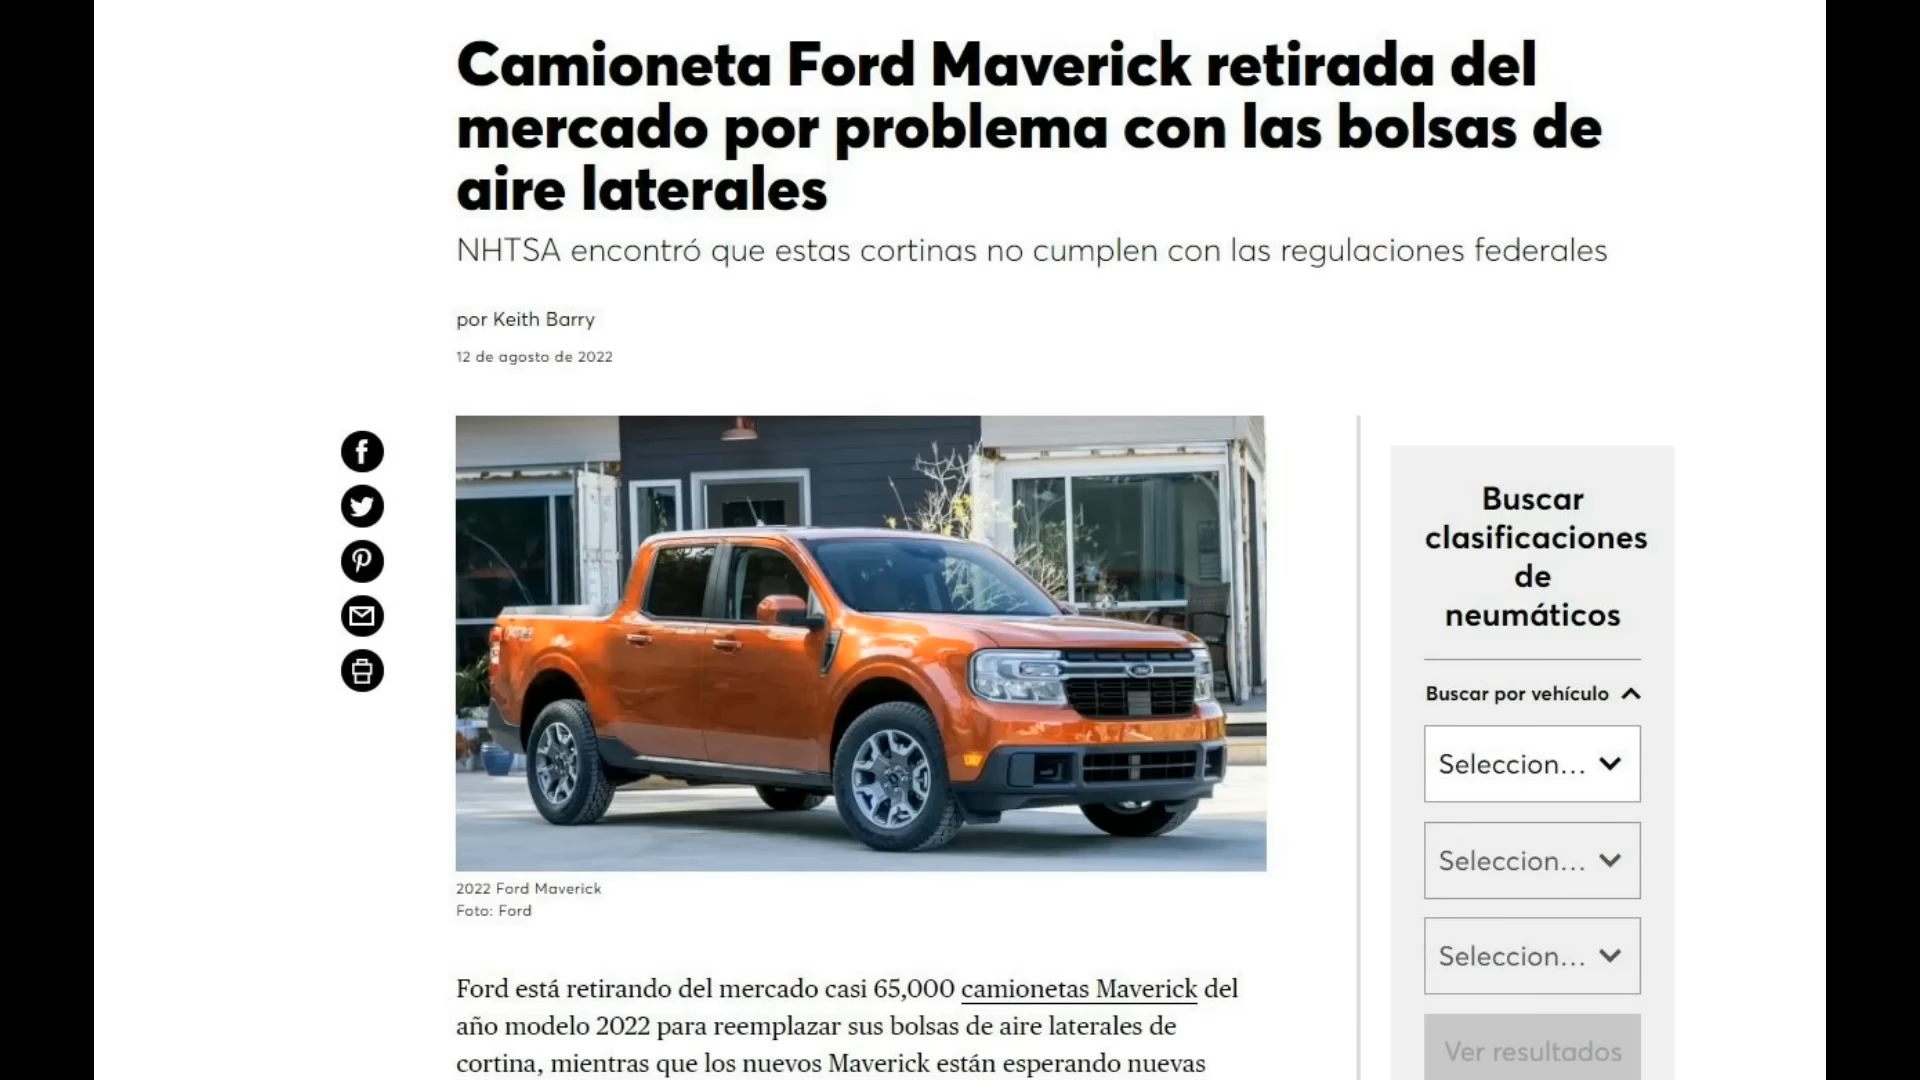 Camioneta Ford Maverick retirada del
mercado por problema con las bolsas de
aire laterales
NHTSA encontró que estas cortinas no cumplen con las regulaciones federales
por Keith Barry
12 de agosto de 2022
2022 Ford Maverick
Foto: Ford
Ford está retirando del mercado casi 65,000 camionetas Maverick del
año modelo 2022 para reemplazar sus bolsas de aire laterales de
cortina, mientras que los nuevos Maverick están esperando nuevas
Buscar
clasificaciones
de
neumáticos
Buscar por vehículo
Seleccion...
Seleccion...
Seleccion...
Ver resultados